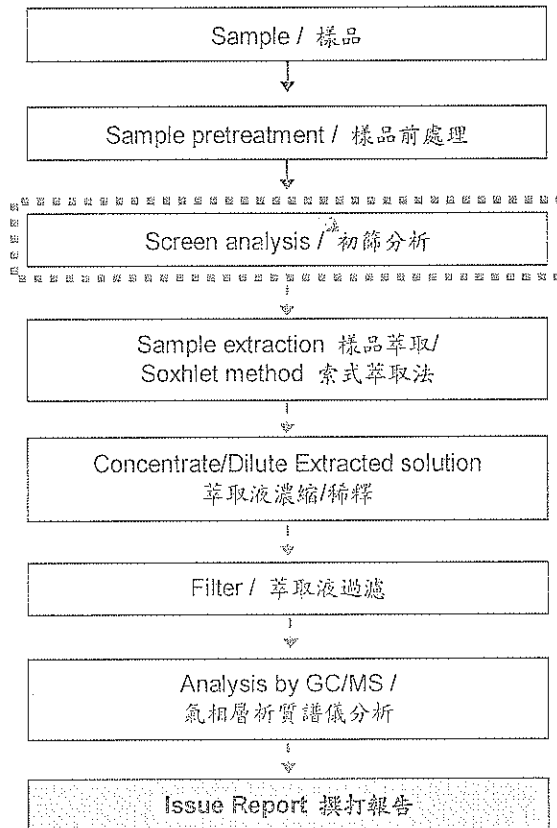 Sample / 樣品
Sample pretreatment / 樣品前處理
Screen analysis / 初篩分析
Sample extraction 樣品萃取/
Soxhlet method 索式萃取法
Concentrate/Dilute Extracted solution
萃取液濃縮/稀釋
Filter / 萃取液過濾
Analysis by GC/MS /
氣相層析質譜儀分析
Issue Report 撰打報告